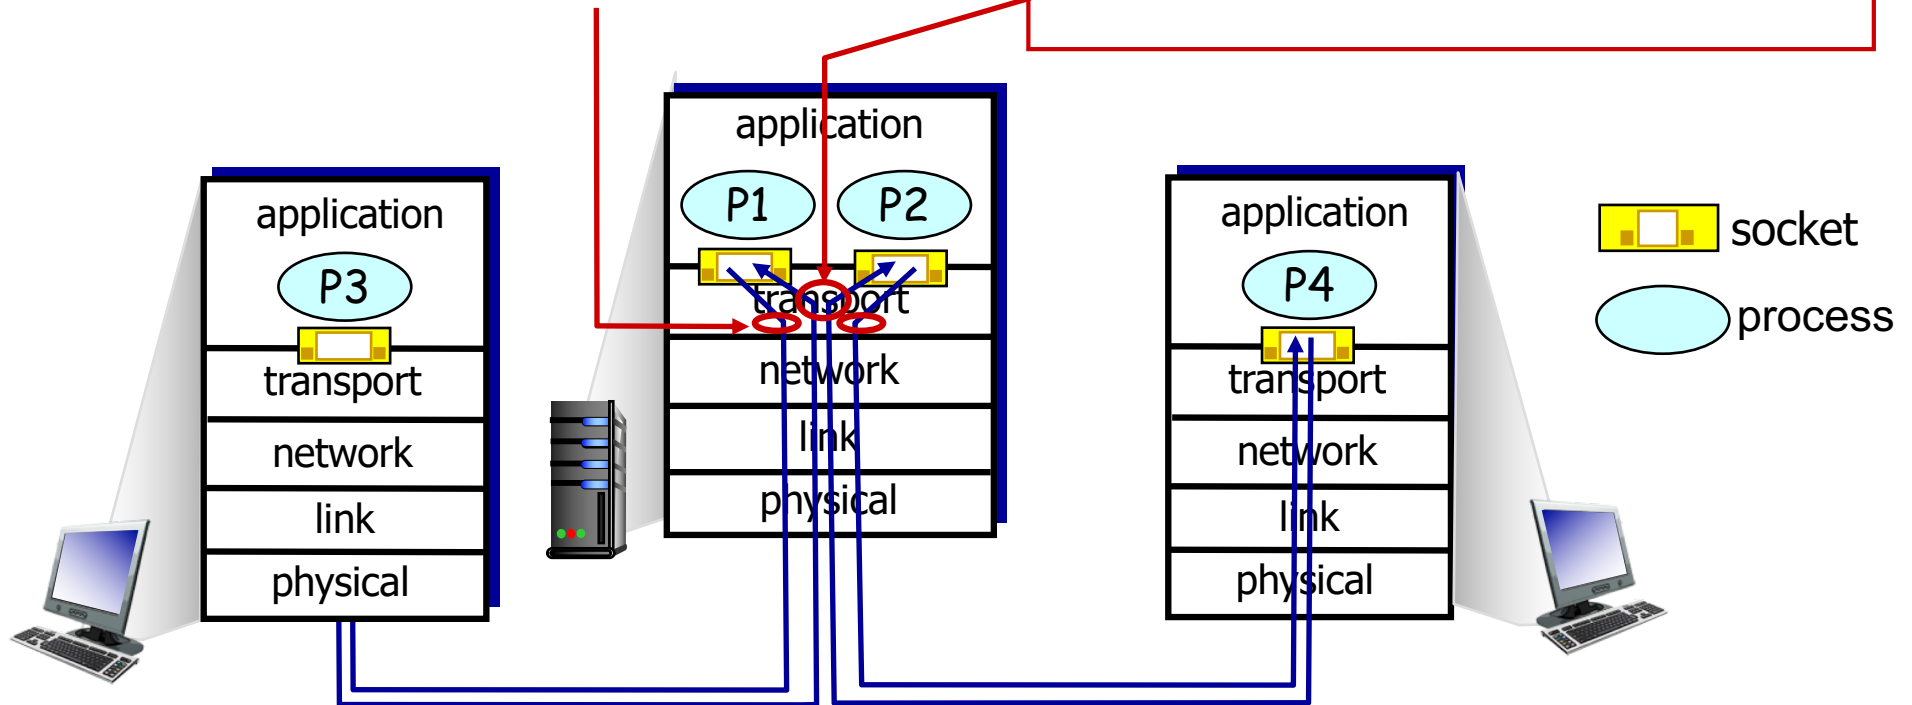 application
P3
transport
network
link
physical
application
P1 P2
transport
network
link
physical
application
P4
transport
network
link
physical
socket
process